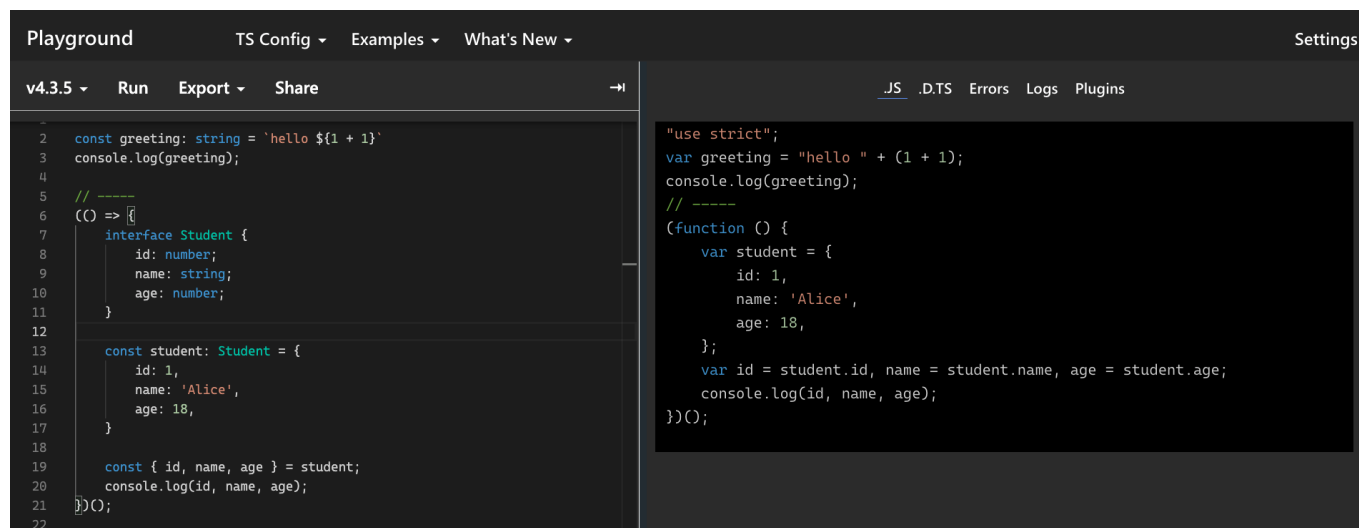 Playground TS Config Examples What's New Settings
v4.3.5 Run Export Share
2 const greeting: string = `hello ${1 + 1}`
3 console.log(greeting);
4
5 // -----
6 (() => {
7 interface Student {
8 id: number;
9 name: string;
10 age: number;
11 }
12
13 const student: Student = {
14 id: 1,
15 name: 'Alice',
16 age: 18,
17 }
18
19 const { id, name, age } = student;
20 console.log(id, name, age);
21 })();
22
.JS .D.TS Errors Logs Plugins
"use strict";
var greeting = "hello " + (1 + 1);
console.log(greeting);
// -----
(function () {
var student = {
id: 1,
name: 'Alice',
age: 18,
};
var id = student.id, name = student.name, age = student.age;
console.log(id, name, age);
})();